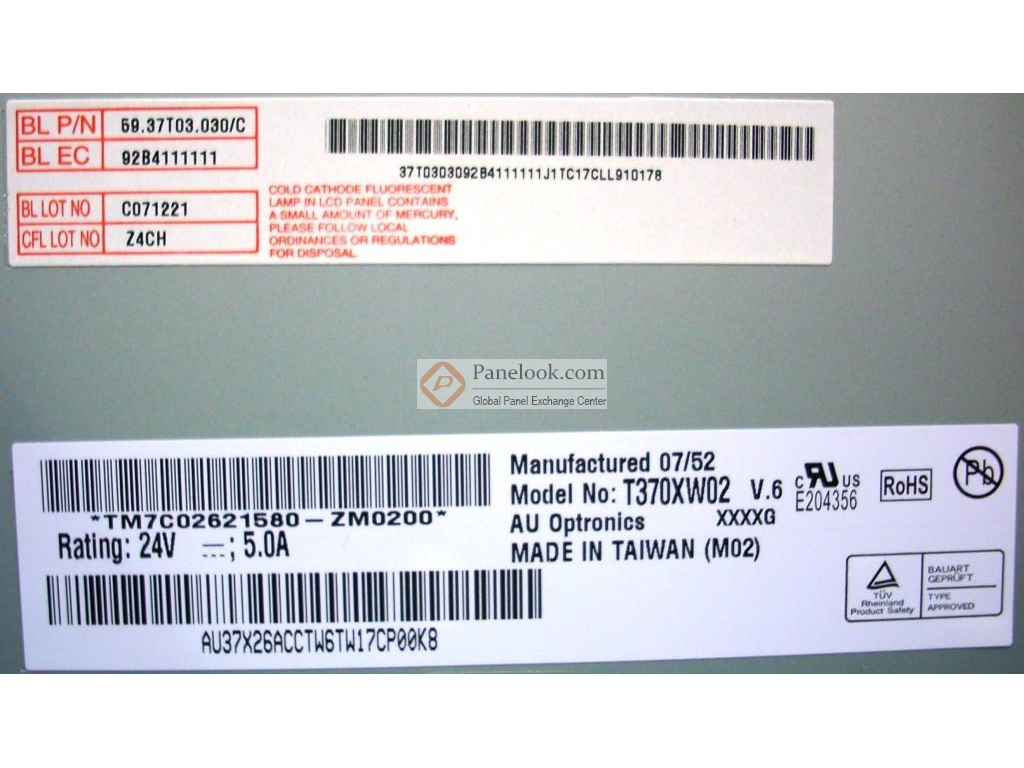 BL P/N 59.37T03.030/C
BL EC 92B4111111
37T0303092B4111111J1TC17CLL910178
BL LOT NO C071221
CFL LOT NO Z4CH
COLD CATHODE FLUORESCENT
LAMP IN LCD PANEL CONTAINS
A SMALL AMOUNT OF MERCURY,
PLEASE FOLLOW LOCAL
ORDINANCES OR REGULATIONS
FOR DISPOSAL.
P
Panelook.com
Global Panel Exchange Center
*TM7C02621580-ZM0200*
Rating: 24V ⎓; 5.0A
AU37X26ACCTW6TW17CP00K8
Manufactured 07/52
Model No: T370XW02 V.6
AU Optronics XXXXG
MADE IN TAIWAN (M02)
c RU US
E204356
RoHS
Pb
TÜV
Rheinland
Product Safety
BAUART
GEPRÜFT
TYPE
APPROVED